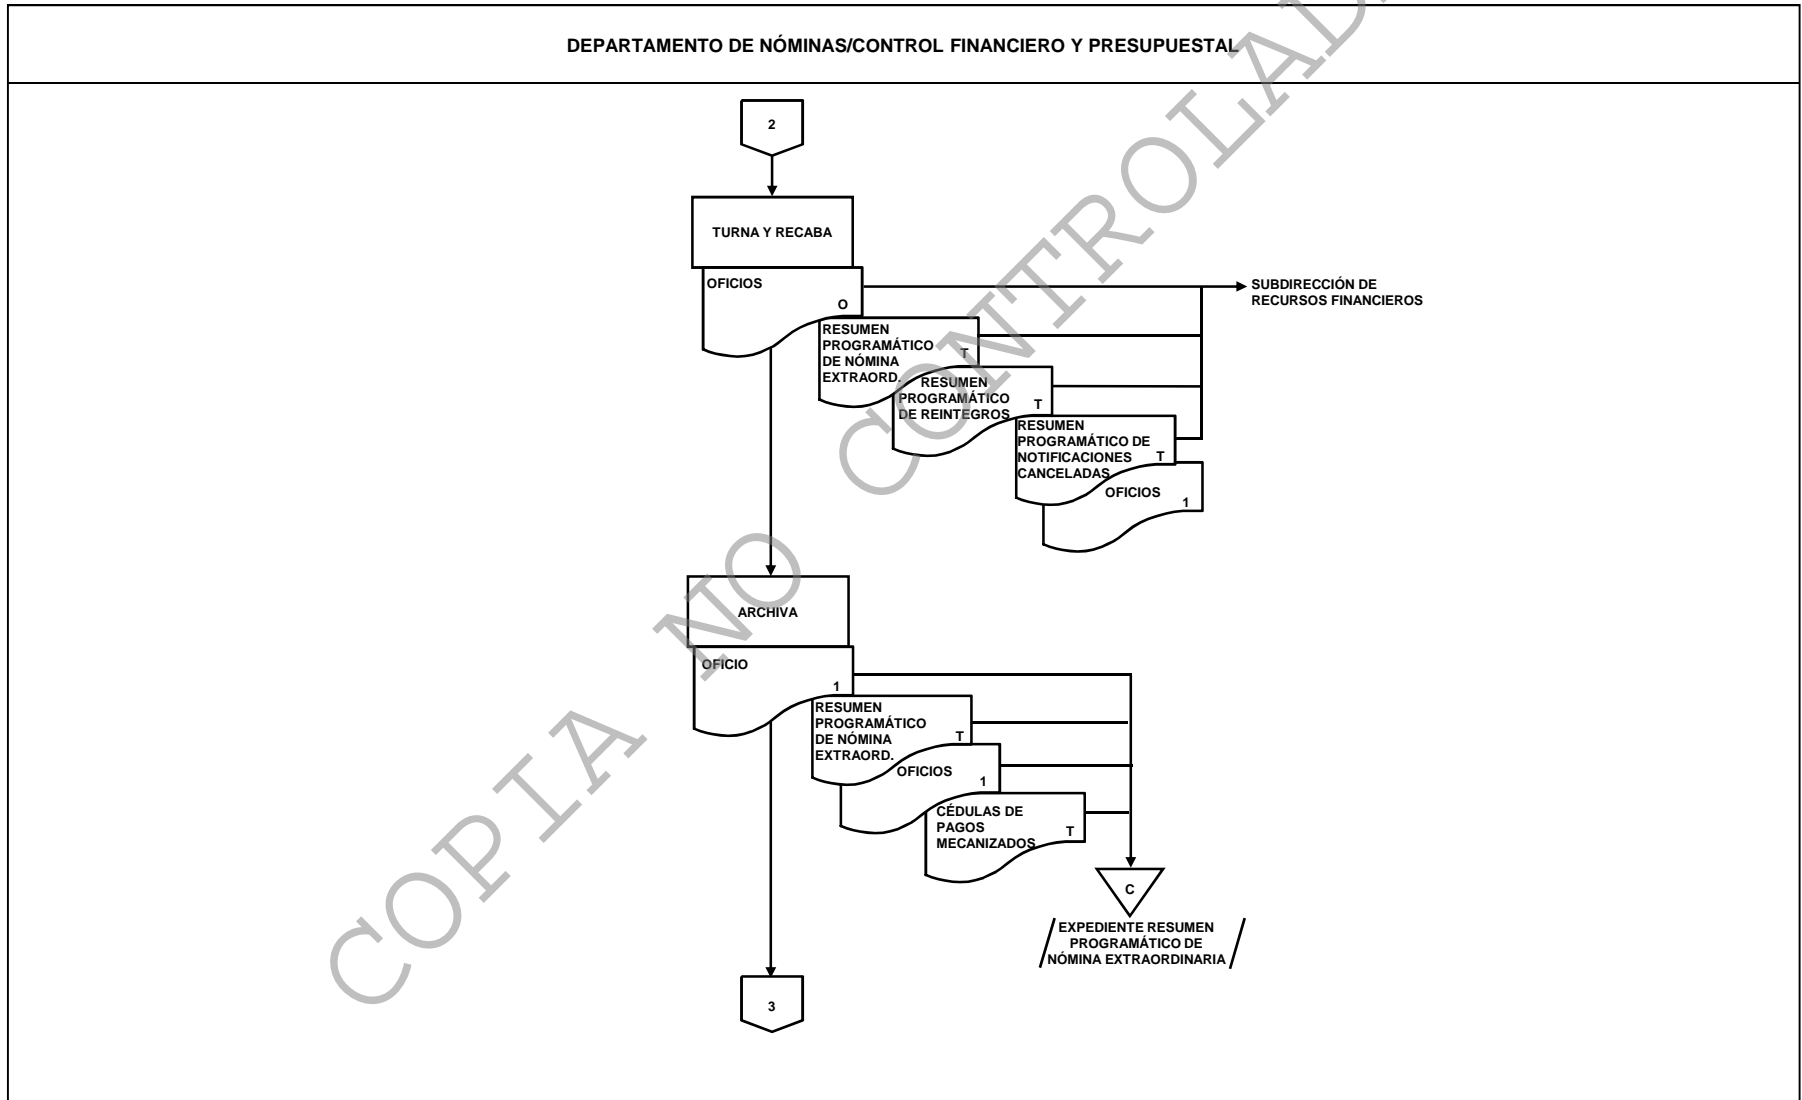 DEPARTAMENTO DE NÓMINAS/CONTROL FINANCIERO Y PRESUPUESTAL
2
TURNA Y RECABA
OFICIOS
O
SUBDIRECCIÓN DE
RECURSOS FINANCIEROS
RESUMEN
PROGRAMÁTICO
DE NÓMINA
EXTRAORD.
T
RESUMEN
PROGRAMÁTICO
DE REINTEGROS
T
RESUMEN
PROGRAMÁTICO DE
NOTIFICACIONES
CANCELADAS
T
OFICIOS
1
ARCHIVA
OFICIO
1
RESUMEN
PROGRAMÁTICO
DE NÓMINA
EXTRAORD.
T
OFICIOS
1
CÉDULAS DE
PAGOS
MECANIZADOS
T
C
EXPEDIENTE RESUMEN
PROGRAMÁTICO DE
NÓMINA EXTRAORDINARIA
3
COPIA NO CONTROLAD